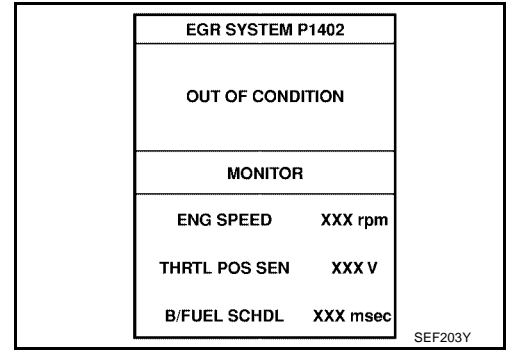 EGR SYSTEM P1402
OUT OF CONDITION
MONITOR
ENG SPEED XXX rpm
THRTL POS SEN XXX V
B/FUEL SCHDL XXX msec
SEF203Y